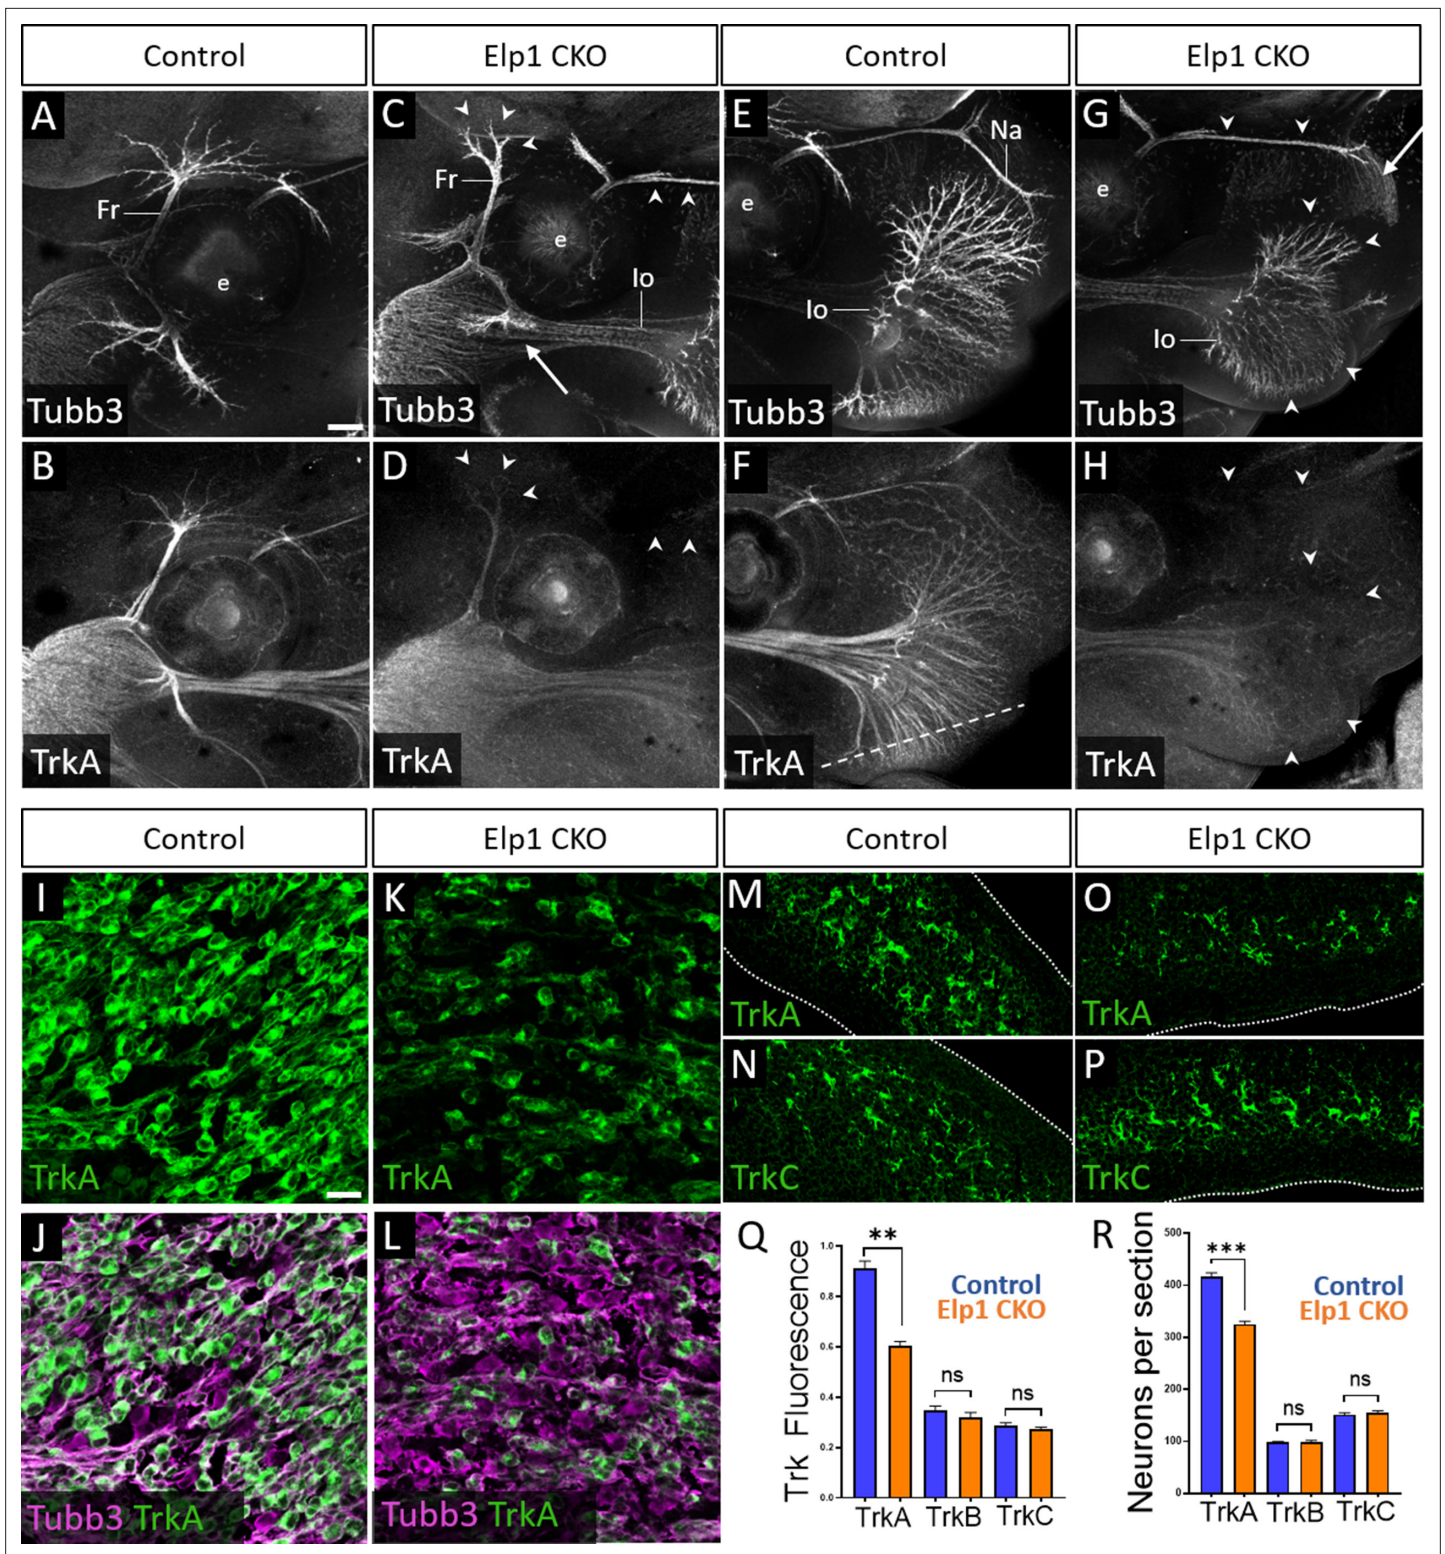 Control
Elp1 CKO
Control
Elp1 CKO
A
Fr
e
Tubb3
C
Fr
e
Io
Tubb3
E
Na
e
Io
Tubb3
G
e
Io
Tubb3
B
TrkA
D
TrkA
F
TrkA
H
TrkA
Control
Elp1 CKO
Control
Elp1 CKO
I
TrkA
K
TrkA
M
TrkA
O
TrkA
N
TrkC
P
TrkC
J
Tubb3 TrkA
L
Tubb3 TrkA
Q
Trk Fluorescence
1.0
0.8
0.6
0.4
0.2
0.0
**
ns
ns
Control
Elp1 CKO
TrkA TrkB TrkC
R
Neurons per section
500
400
300
200
100
0
***
ns
ns
Control
Elp1 CKO
TrkA TrkB TrkC